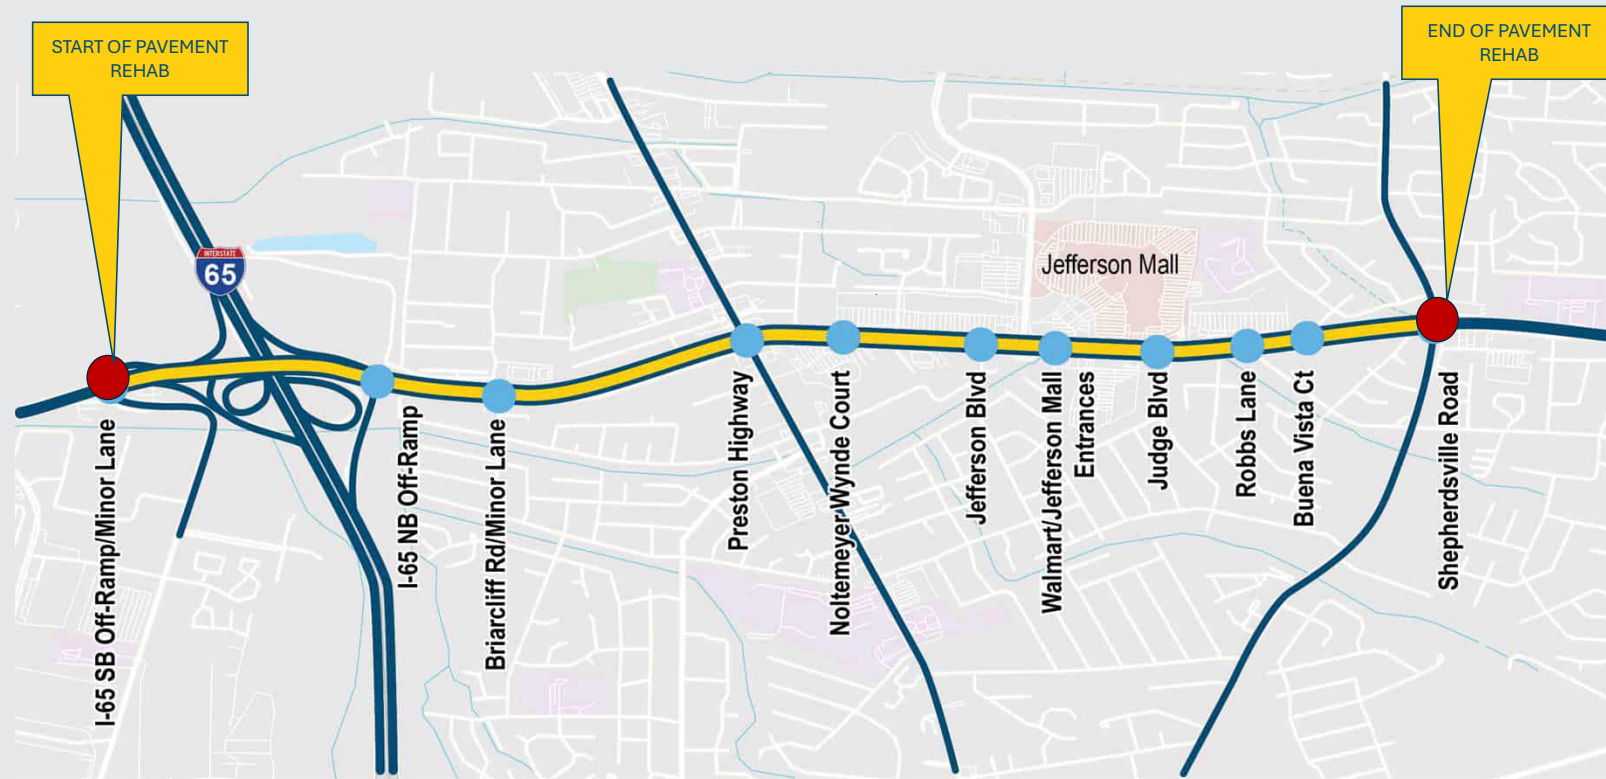 START OF PAVEMENT
REHAB
END OF PAVEMENT
REHAB
INTERSTATE
65
Jefferson Mall
I-65 SB Off-Ramp/Minor Lane
I-65 NB Off-Ramp
Briarcliff Rd/Minor Lane
Preston Highway
Noltemeyer Wynde Court
Jefferson Blvd
Walmart/Jefferson Mall
Entrances
Judge Blvd
Robbs Lane
Buena Vista Ct
Shepherdsville Road